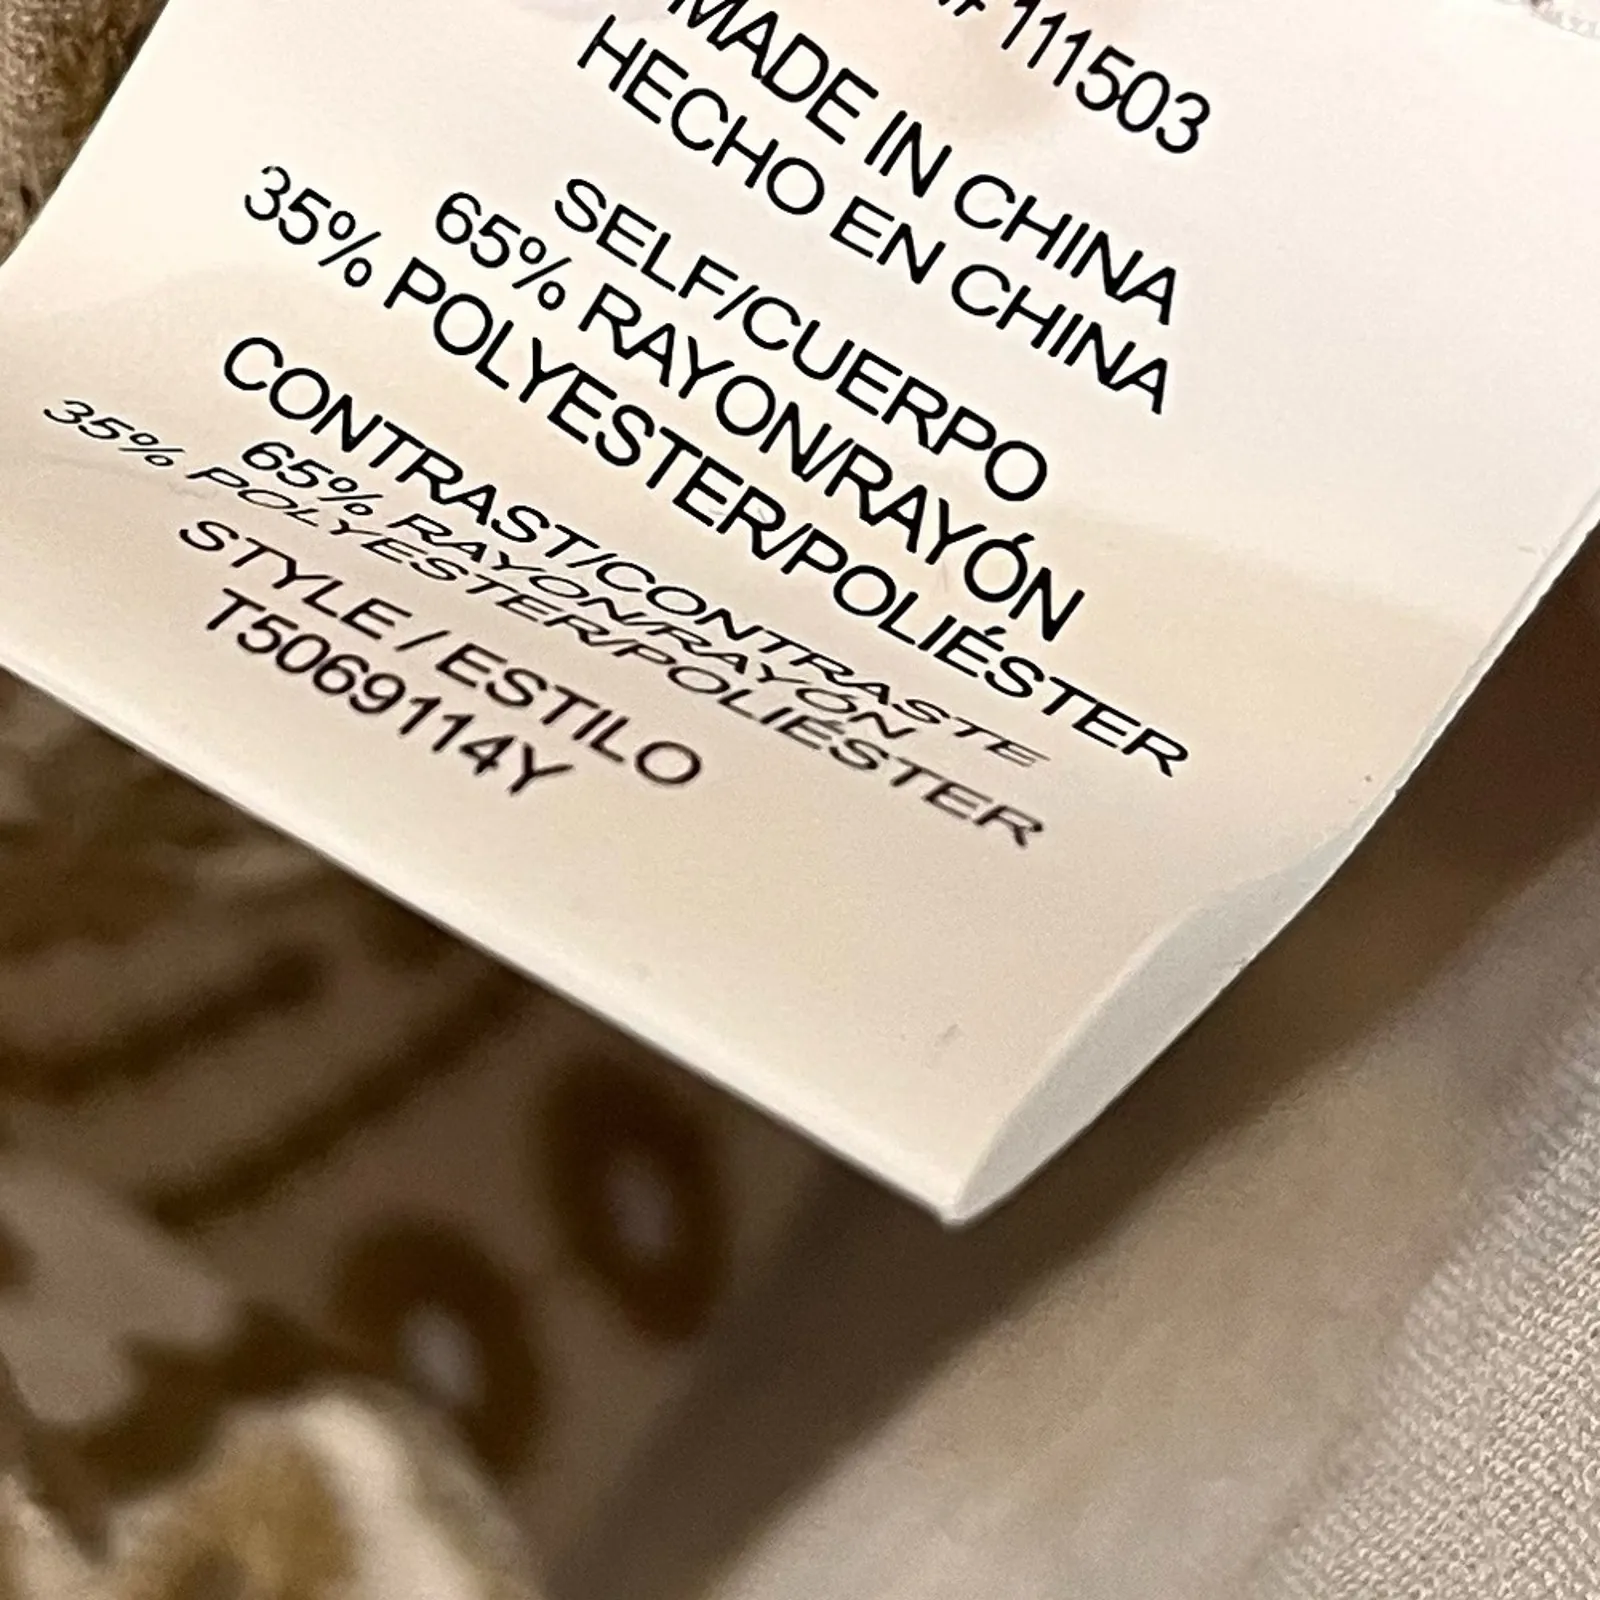 111503
MADE IN CHINA
HECHO EN CHINA
SELF/CUERPO
65% RAYON/RAYÓN
35% POLYESTER/POLIÉSTER
CONTRAST/CONTRASTE
65% RAYON/RAYÓN
35% POLYESTER/POLIÉSTER
STYLE / ESTILO
T5069114Y